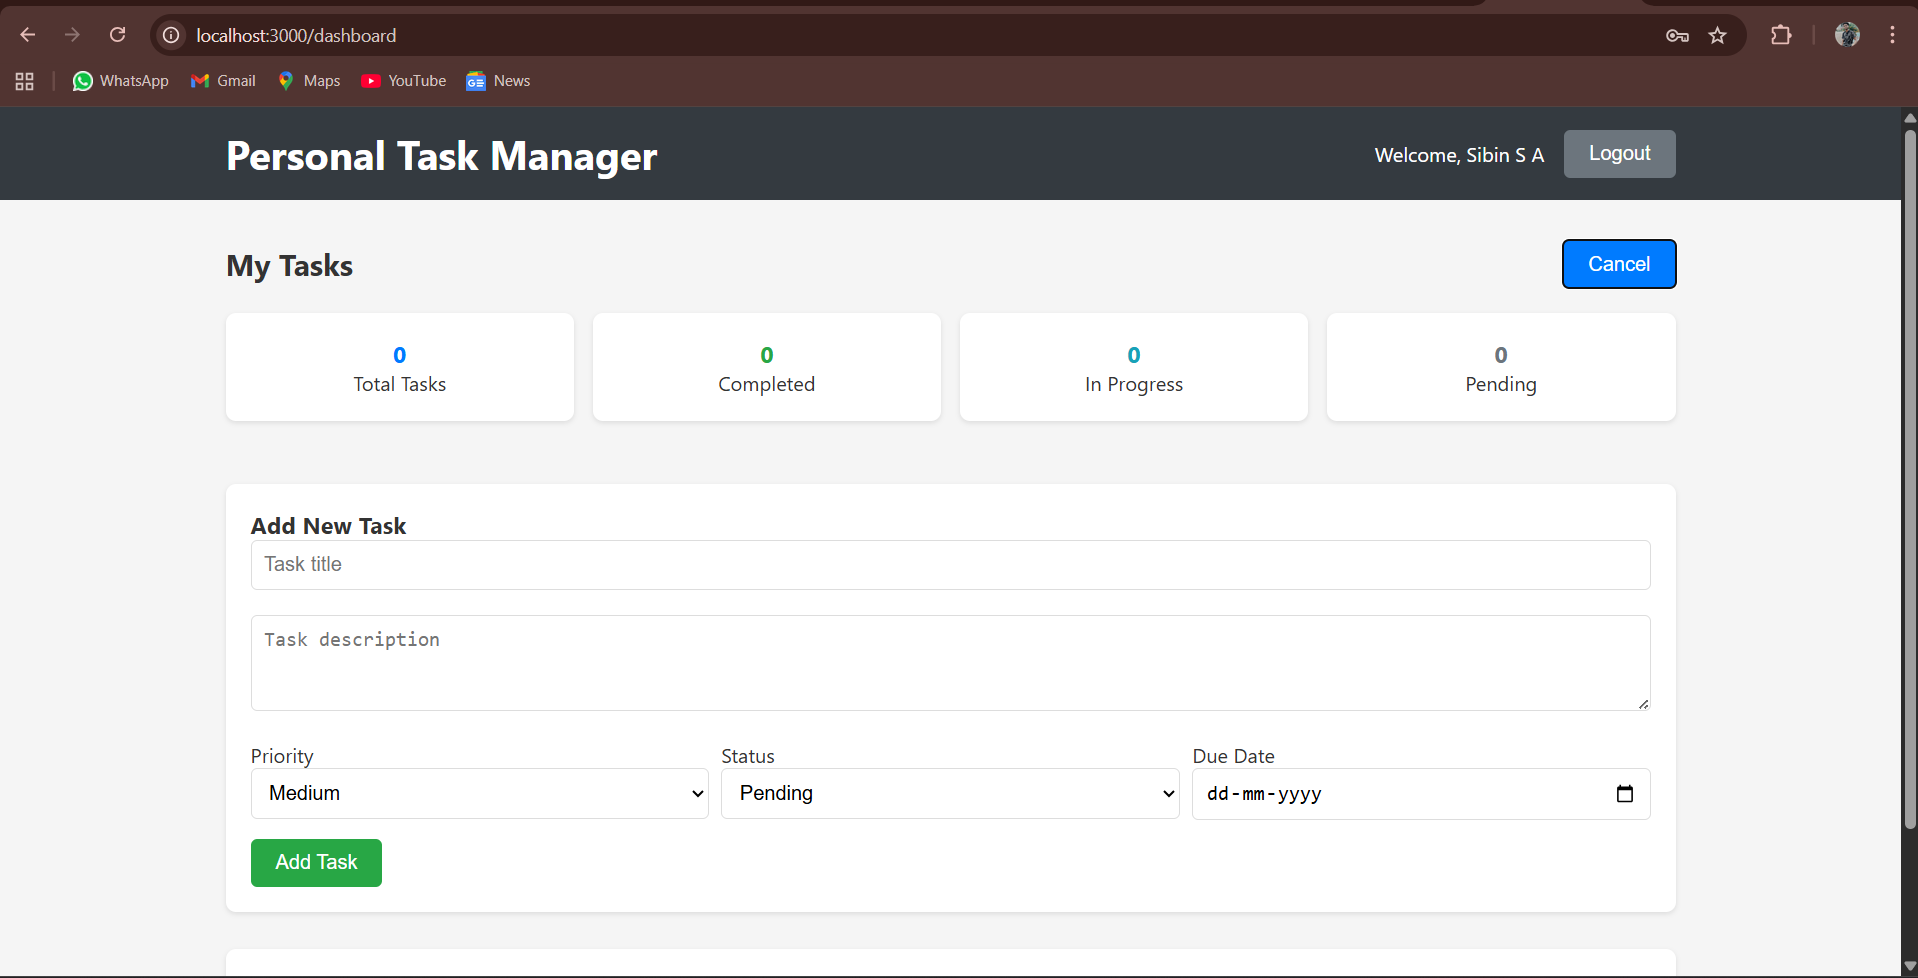 localhost:3000/dashboard
WhatsApp Gmail Maps YouTube News
Personal Task Manager
Welcome, Sibin S A Logout
My Tasks
Cancel
0 0 0 0
Total Tasks Completed In Progress Pending
Add New Task
Task title
Task description
Priority Status Due Date
Medium Pending dd-mm-yyyy
Add Task